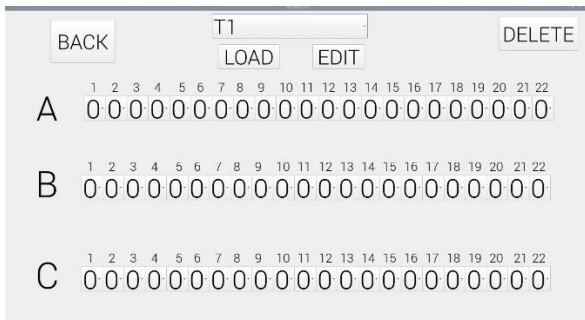 BACK T1 DELETE
LOAD EDIT
1 2 3 4 5 6 7 8 9 10 11 12 13 14 15 16 17 18 19 20 21 22
A 0 0 0 0 0 0 0 0 0 0 0 0 0 0 0 0 0 0 0 0 0 0
1 2 3 4 5 6 7 8 9 10 11 12 13 14 15 16 17 18 19 20 21 22
B 0 0 0 0 0 0 0 0 0 0 0 0 0 0 0 0 0 0 0 0 0 0
1 2 3 4 5 6 7 8 9 10 11 12 13 14 15 16 17 18 19 20 21 22
C 0 0 0 0 0 0 0 0 0 0 0 0 0 0 0 0 0 0 0 0 0 0